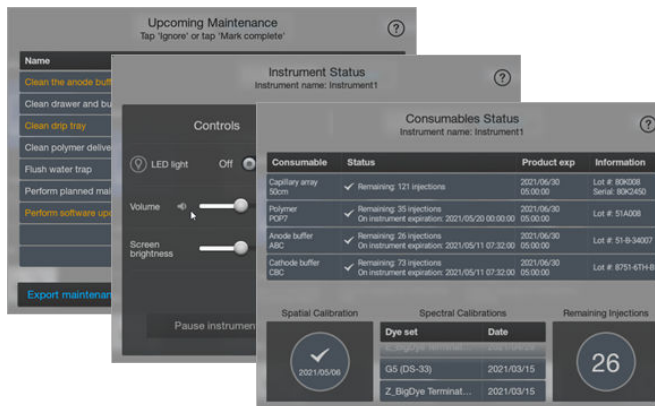 Upcoming Maintenance
Tap 'Ignore' or tap 'Mark complete'
?
Name
Clean the anode buff
Clean drawer and bu
Clean drip tray
Clean polymer delive
Flush water trap
Perform planned mai
Perform software upd
Export maintenan
Instrument Status
Instrument name: Instrument1
?
Controls
LED light Off
Volume
Screen
brightness
Pause instrument
Consumables Status
Instrument name: Instrument1
?
Consumable Status Product exp Information
Capillary array
50cm
Remaining: 121 injections
2021/06/30
05:00:00
Lot #: 80K008
Serial: 80K2450
Polymer
POP7
Remaining: 35 injections
On instrument expiration: 2021/05/20 00:00:00
2021/06/30
05:00:00
Lot #: 51A008
Anode buffer
ABC
Remaining: 26 injections
On instrument expiration: 2021/05/11 07:32:00
2021/06/30
05:00:00
Lot #: 51-B-34007
Cathode buffer
CBC
Remaining: 73 injections
On instrument expiration: 2021/05/11 07:32:00
2021/06/30
05:00:00
Lot #: 8751-6TH-B
Spatial Calibration
2021/05/06
Spectral Calibrations
Dye set Date
Z_BigDye Terminat...
G5 (DS-33) 2021/03/15
Z_BigDye Terminat... 2021/03/15
Remaining Injections
26